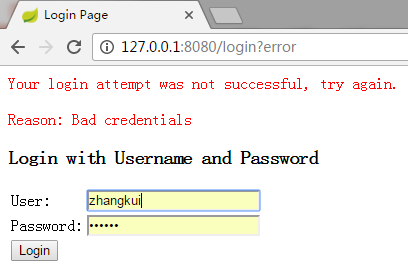 Login Page
127.0.0.1:8080/login?error
Your login attempt was not successful, try again.
Reason: Bad credentials
Login with Username and Password
User: zhangkui
Password: ••••••
Login